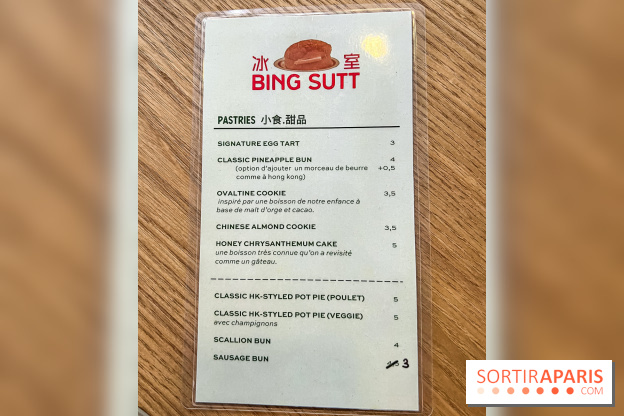 冰 室
BING SUTT
PASTRIES 小食.甜品
SIGNATURE EGG TART 3
CLASSIC PINEAPPLE BUN 4
(option d'ajouter un morceau de beurre +0,5
comme à hong kong)
OVALTINE COOKIE 3,5
inspiré par une boisson de notre enfance à
base de malt d'orge et cacao.
CHINESE ALMOND COOKIE 3,5
HONEY CHRYSANTHEMUM CAKE 5
une boisson très connue qu'on a revisité
comme un gâteau.
CLASSIC HK-STYLED POT PIE (POULET) 5
CLASSIC HK-STYLED POT PIE (VEGGIE) 5
avec champignons
SCALLION BUN 4
SAUSAGE BUN 3
SORTIRAPARIS
.COM